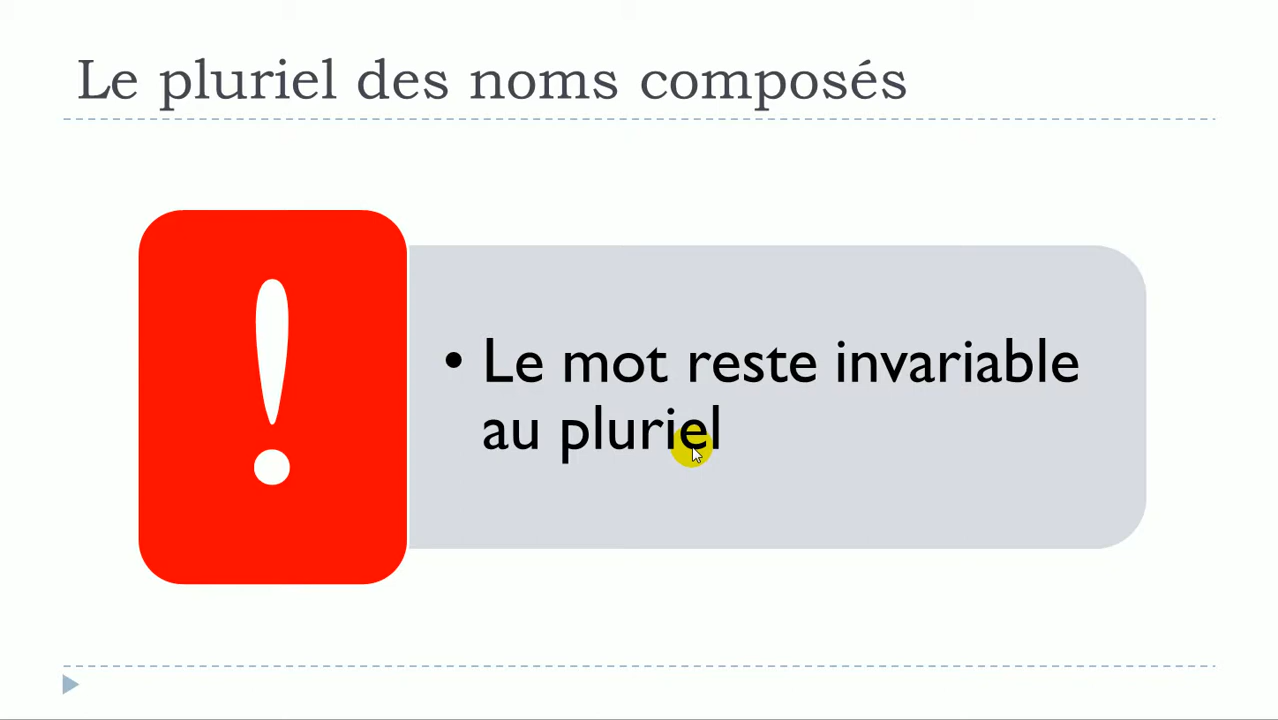 Le pluriel des noms composés
!
• Le mot reste invariable
au pluriel